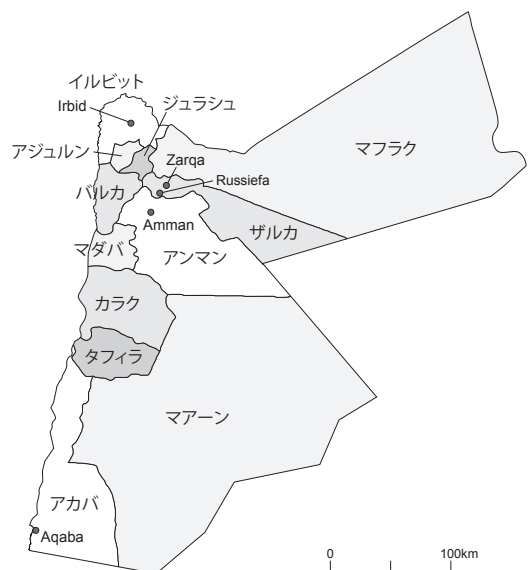 イルビット
Irbid
ジュラシュ
アジュルン
マフラク
Zarqa
Russiefa
バルカ
Amman
ザルカ
マダバ
アンマン
カラク
タフィラ
マアーン
アカバ
Aqaba
0 100km